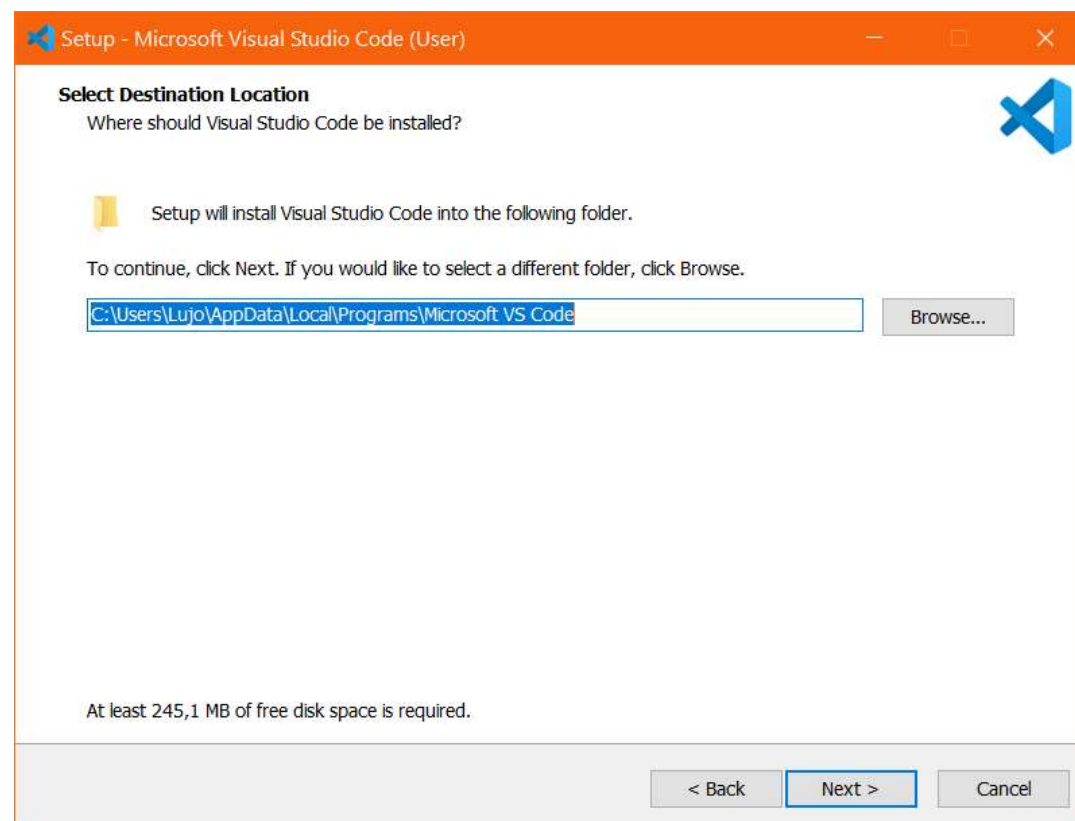 Setup - Microsoft Visual Studio Code (User)
Select Destination Location
Where should Visual Studio Code be installed?
Setup will install Visual Studio Code into the following folder.
To continue, click Next. If you would like to select a different folder, click Browse.
C:\Users\Lujo\AppData\Local\Programs\Microsoft VS Code
Browse...
At least 245,1 MB of free disk space is required.
< Back Next > Cancel